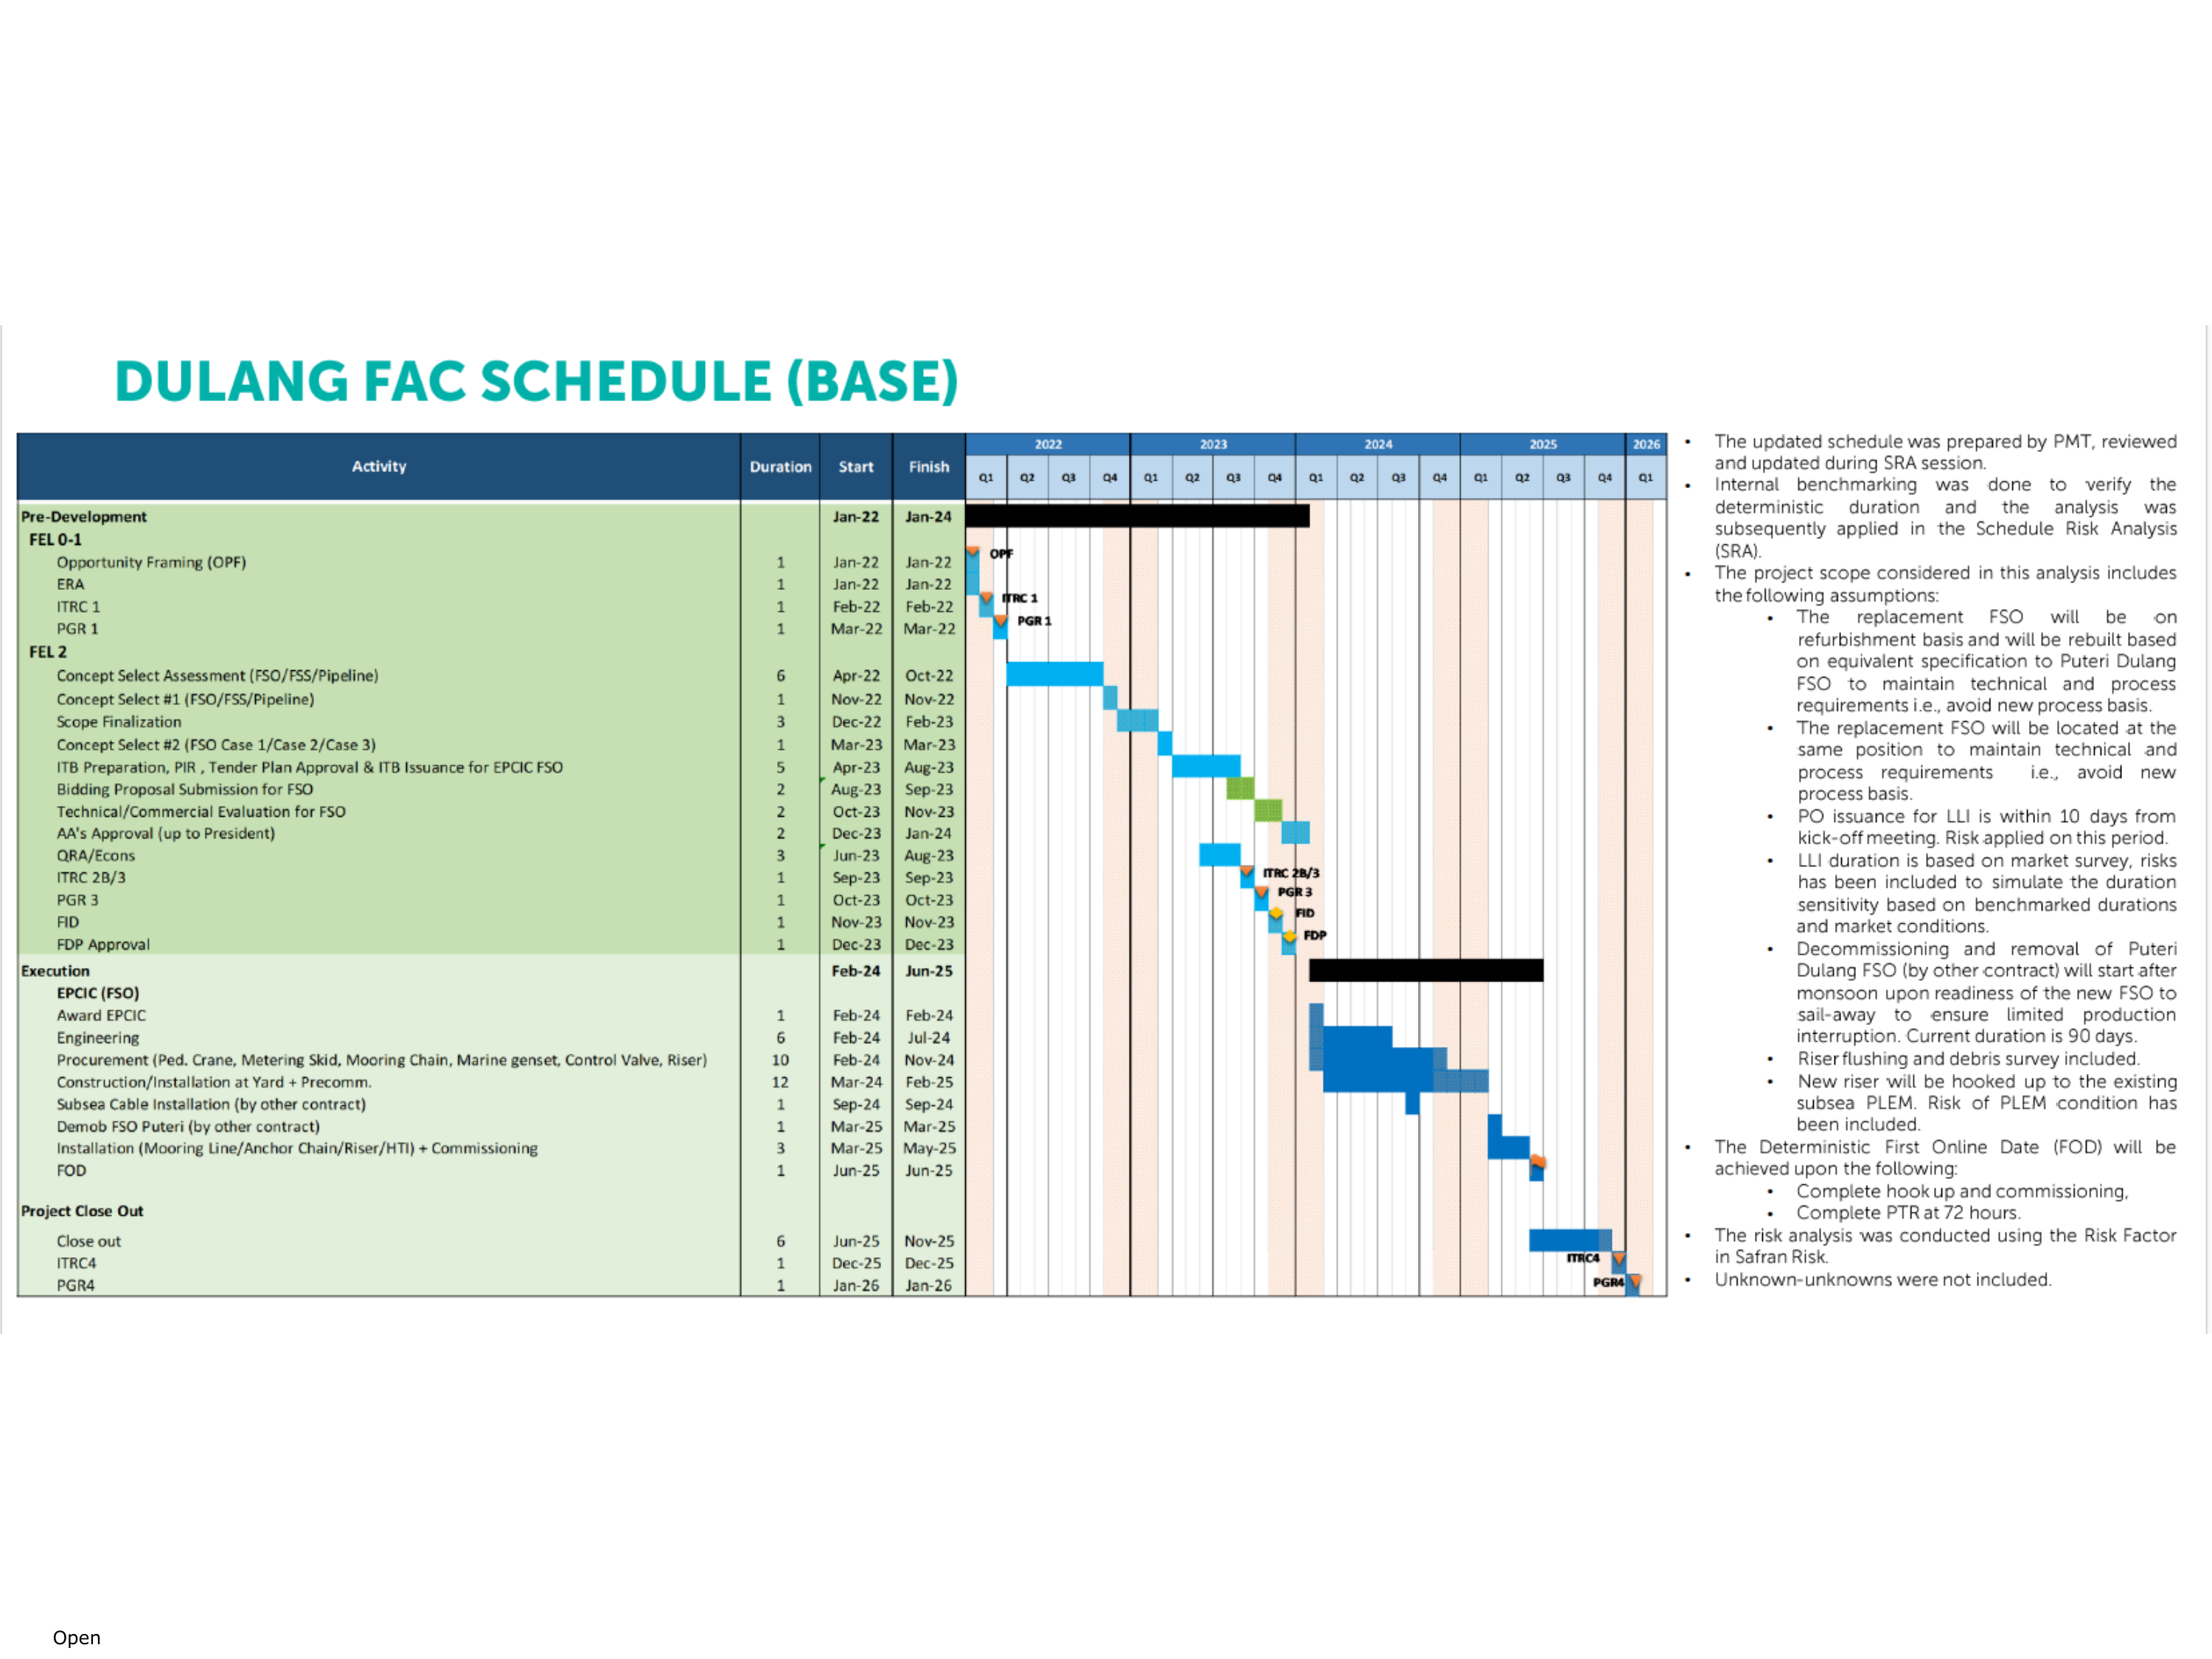 DULANG FAC SCHEDULE (BASE)
Activity Duration Start Finish 2022 2023 2024 2025 2026
Q1 Q2 Q3 Q4 Q1 Q2 Q3 Q4 Q1 Q2 Q3 Q4 Q1 Q2 Q3 Q4 Q1
Pre-Development Jan-22 Jan-24
FEL 0-1
Opportunity Framing (OPF) 1 Jan-22 Jan-22 OPF
ERA 1 Jan-22 Jan-22
ITRC 1 1 Feb-22 Feb-22 ITRC 1
PGR 1 1 Mar-22 Mar-22 PGR 1
FEL 2
Concept Select Assessment (FSO/FSS/Pipeline) 6 Apr-22 Oct-22
Concept Select #1 (FSO/FSS/Pipeline) 1 Nov-22 Nov-22
Scope Finalization 3 Dec-22 Feb-23
Concept Select #2 (FSO Case 1/Case 2/Case 3) 1 Mar-23 Mar-23
ITB Preparation, PIR , Tender Plan Approval & ITB Issuance for EPCIC FSO 5 Apr-23 Aug-23
Bidding Proposal Submission for FSO 2 Aug-23 Sep-23
Technical/Commercial Evaluation for FSO 2 Oct-23 Nov-23
AA's Approval (up to President) 2 Dec-23 Jan-24
QRA/Econs 3 Jun-23 Aug-23
ITRC 2B/3 1 Sep-23 Sep-23 ITRC 2B/3
PGR 3 1 Oct-23 Oct-23 PGR 3
FID 1 Nov-23 Nov-23 FID
FDP Approval 1 Dec-23 Dec-23 FDP
Execution Feb-24 Jun-25
EPCIC (FSO)
Award EPCIC 1 Feb-24 Feb-24
Engineering 6 Feb-24 Jul-24
Procurement (Ped. Crane, Metering Skid, Mooring Chain, Marine genset, Control Valve, Riser) 10 Feb-24 Nov-24
Construction/Installation at Yard + Precomm. 12 Mar-24 Feb-25
Subsea Cable Installation (by other contract) 1 Sep-24 Sep-24
Demob FSO Puteri (by other contract) 1 Mar-25 Mar-25
Installation (Mooring Line/Anchor Chain/Riser/HTI) + Commissioning 3 Mar-25 May-25
FOD 1 Jun-25 Jun-25
Project Close Out
Close out 6 Jun-25 Nov-25
ITRC4 1 Dec-25 Dec-25 ITRC4
PGR4 1 Jan-26 Jan-26 PGR4
• The updated schedule was prepared by PMT, reviewed
and updated during SRA session.
• Internal benchmarking was done to verify the
deterministic duration and the analysis was
subsequently applied in the Schedule Risk Analysis
(SRA).
• The project scope considered in this analysis includes
the following assumptions:
• The replacement FSO will be on
refurbishment basis and will be rebuilt based
on equivalent specification to Puteri Dulang
FSO to maintain technical and process
requirements i.e., avoid new process basis.
• The replacement FSO will be located at the
same position to maintain technical and
process requirements i.e., avoid new
process basis.
• PO issuance for LLI is within 10 days from
kick-off meeting. Risk applied on this period.
• LLI duration is based on market survey, risks
has been included to simulate the duration
sensitivity based on benchmarked durations
and market conditions.
• Decommissioning and removal of Puteri
Dulang FSO (by other contract) will start after
monsoon upon readiness of the new FSO to
sail-away to ensure limited production
interruption. Current duration is 90 days.
• Riser flushing and debris survey included.
• New riser will be hooked up to the existing
subsea PLEM. Risk of PLEM condition has
been included.
• The Deterministic First Online Date (FOD) will be
achieved upon the following:
• Complete hook up and commissioning,
• Complete PTR at 72 hours.
• The risk analysis was conducted using the Risk Factor
in Safran Risk.
• Unknown-unknowns were not included.
Open